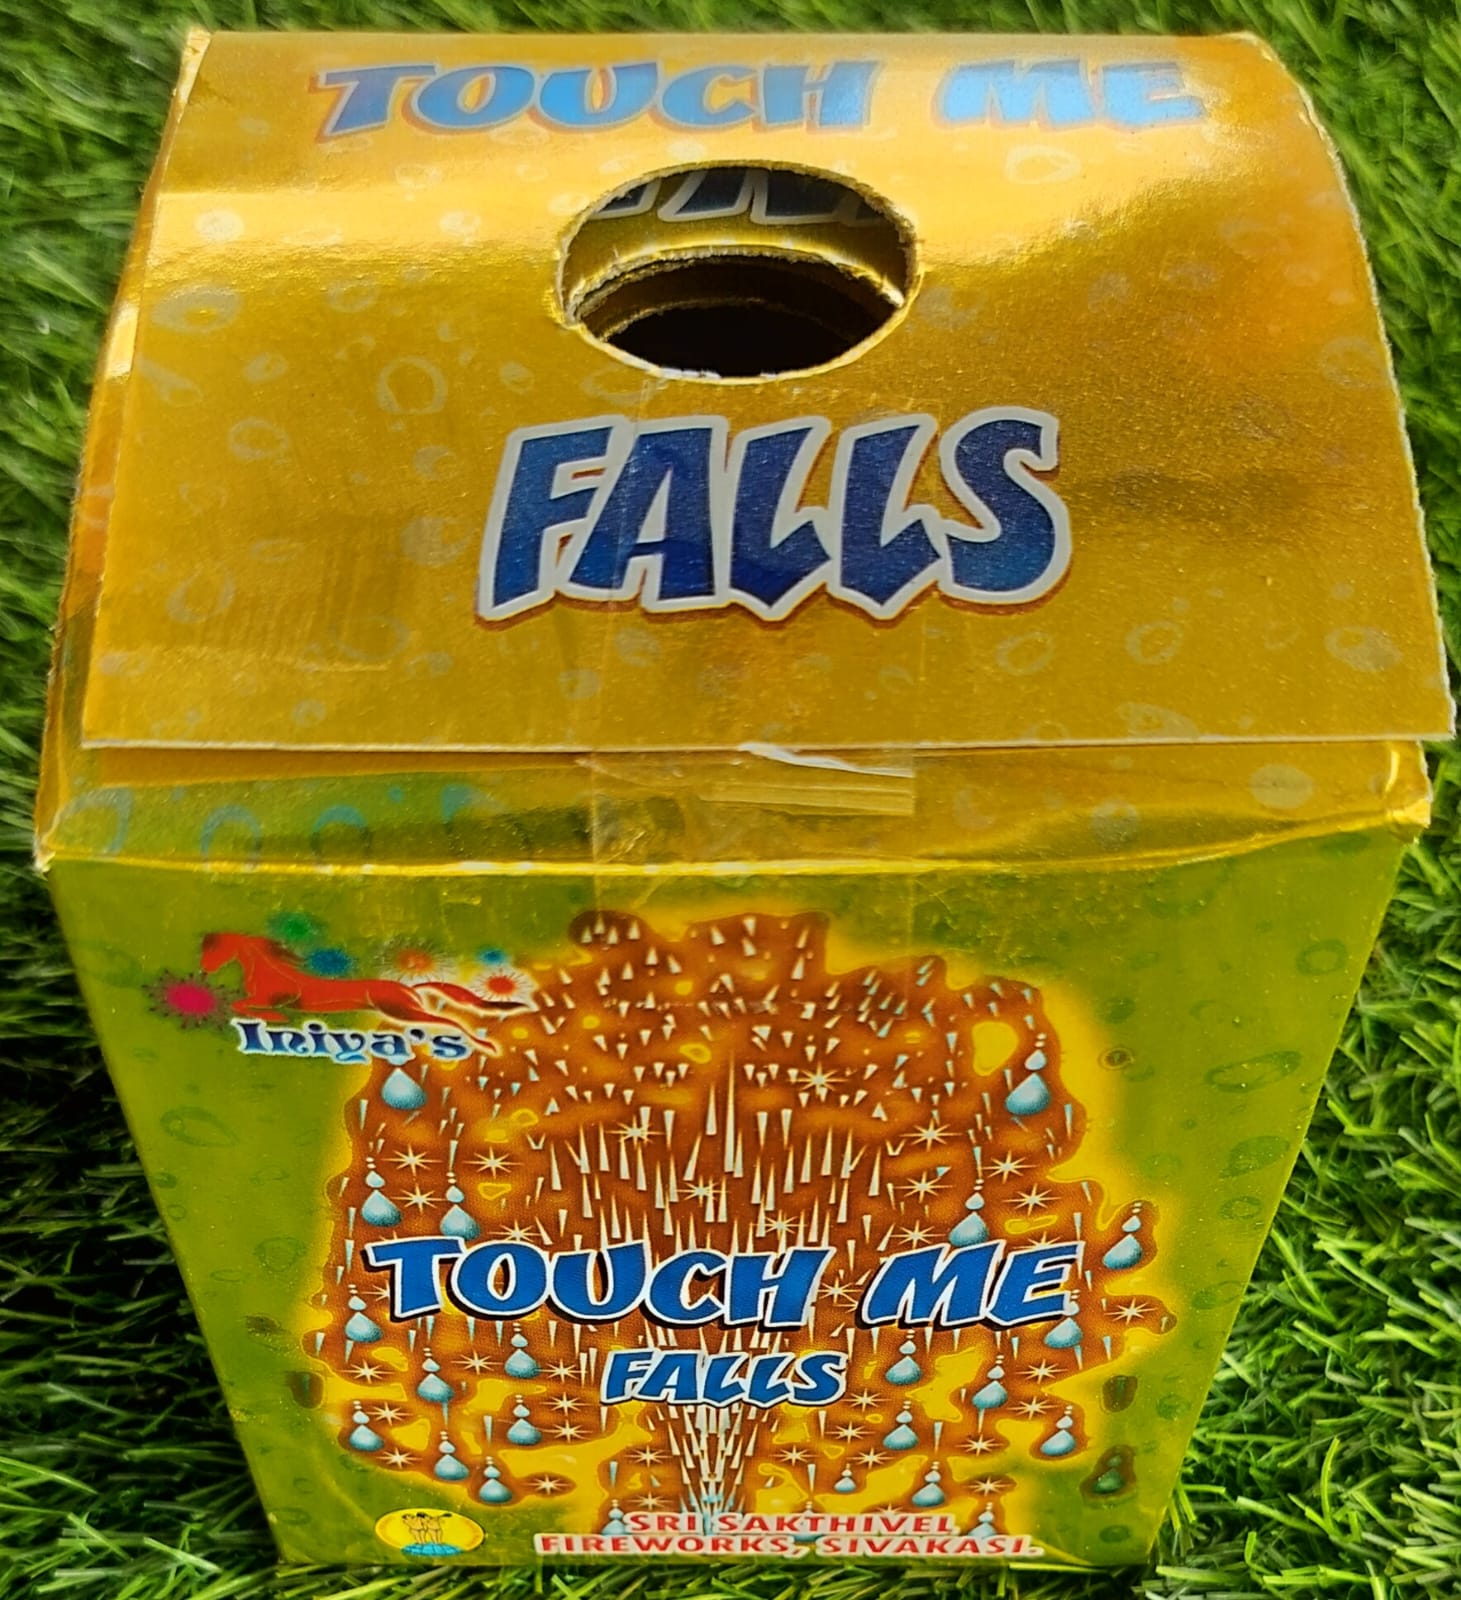 TOUCH ME
FALLS
Iniya's
TOUCH ME
FALLS
SRI SAKTHIVEL
FIREWORKS, SIVAKASI.